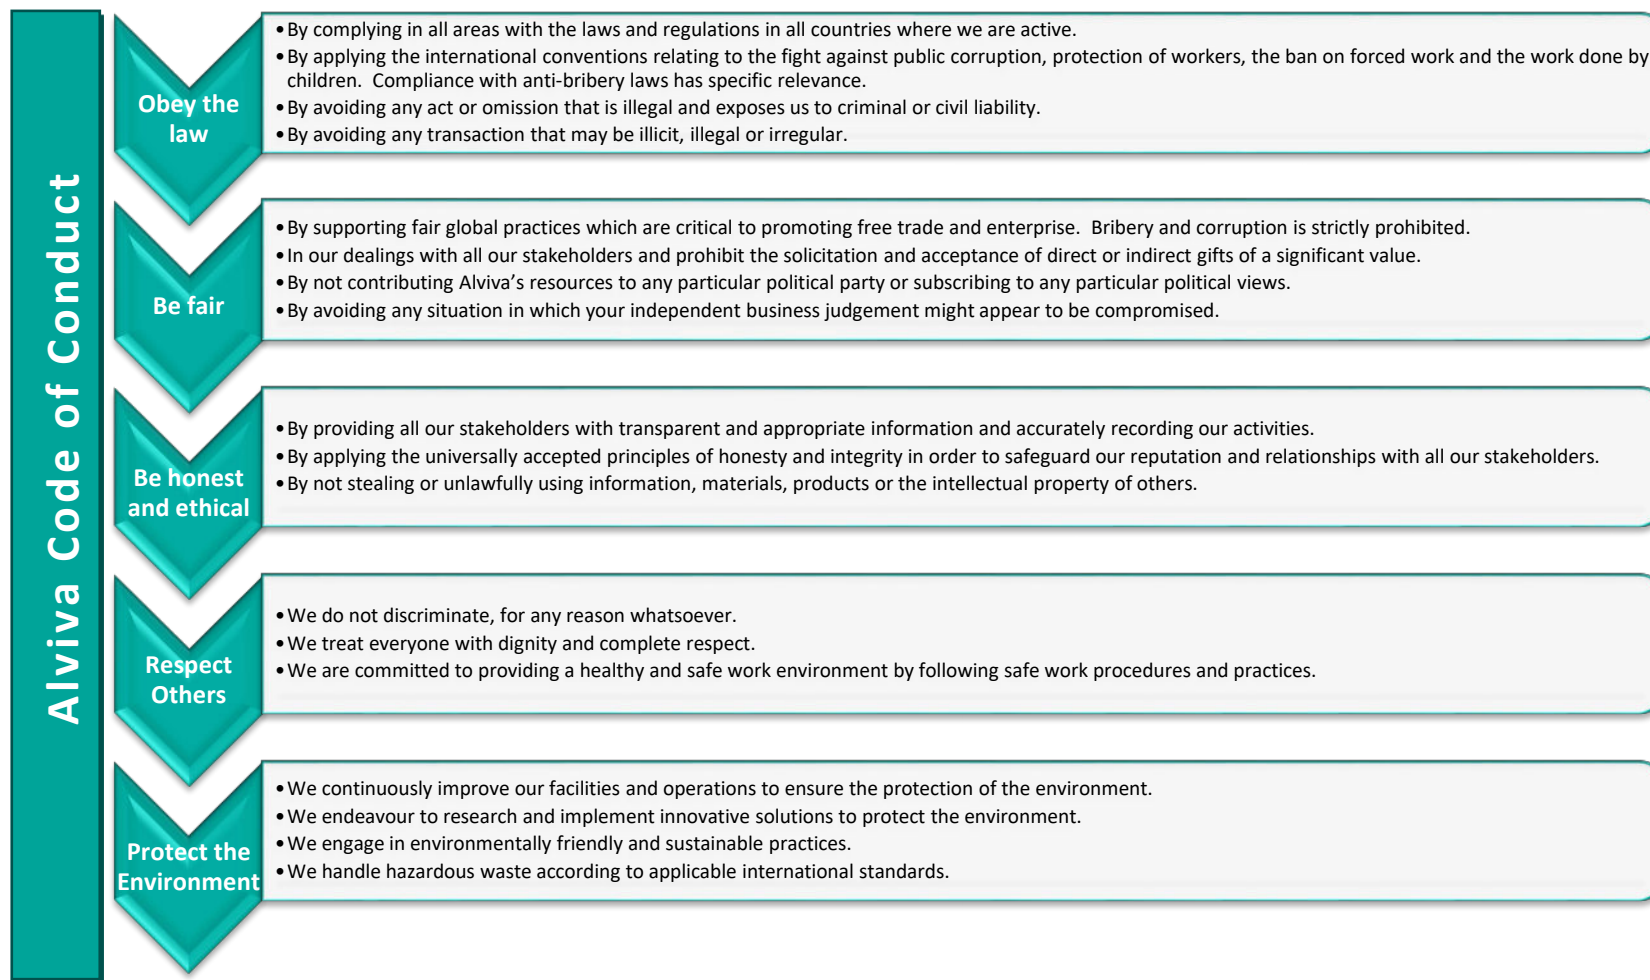 Alviva Code of Conduct
Obey the
law
•By complying in all areas with the laws and regulations in all countries where we are active.
•By applying the international conventions relating to the fight against public corruption, protection of workers, the ban on forced work and the work done by
children.  Compliance with anti-bribery laws has specific relevance.
•By avoiding any act or omission that is illegal and exposes us to criminal or civil liability.
•By avoiding any transaction that may be illicit, illegal or irregular.
Be fair
•By supporting fair global practices which are critical to promoting free trade and enterprise.  Bribery and corruption is strictly prohibited.
•In our dealings with all our stakeholders and prohibit the solicitation and acceptance of direct or indirect gifts of a significant value.
•By not contributing Alviva’s resources to any particular political party or subscribing to any particular political views.
•By avoiding any situation in which your independent business judgement might appear to be compromised.
Be honest
and ethical
•By providing all our stakeholders with transparent and appropriate information and accurately recording our activities.
•By applying the universally accepted principles of honesty and integrity in order to safeguard our reputation and relationships with all our stakeholders.
•By not stealing or unlawfully using information, materials, products or the intellectual property of others.
Respect
Others
•We do not discriminate, for any reason whatsoever.
•We treat everyone with dignity and complete respect.
•We are committed to providing a healthy and safe work environment by following safe work procedures and practices.
Protect the
Environment
•We continuously improve our facilities and operations to ensure the protection of the environment.
•We endeavour to research and implement innovative solutions to protect the environment.
•We engage in environmentally friendly and sustainable practices.
•We handle hazardous waste according to applicable international standards.